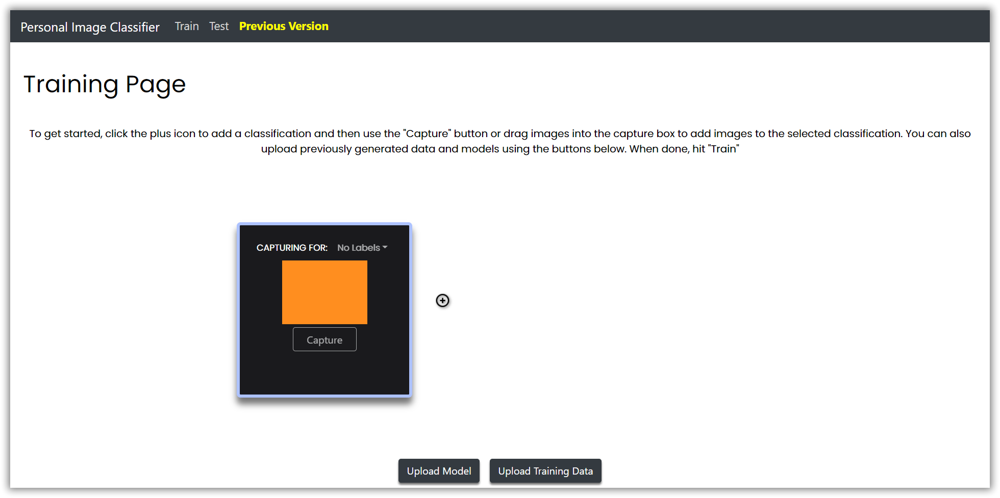 Personal Image Classifier Train Test Previous Version
Training Page
To get started, click the plus icon to add a classification and then use the "Capture" button or drag images into the capture box to add images to the selected classification. You can also
upload previously generated data and models using the buttons below. When done, hit "Train"
CAPTURING FOR: No Labels
Capture
Upload Model Upload Training Data